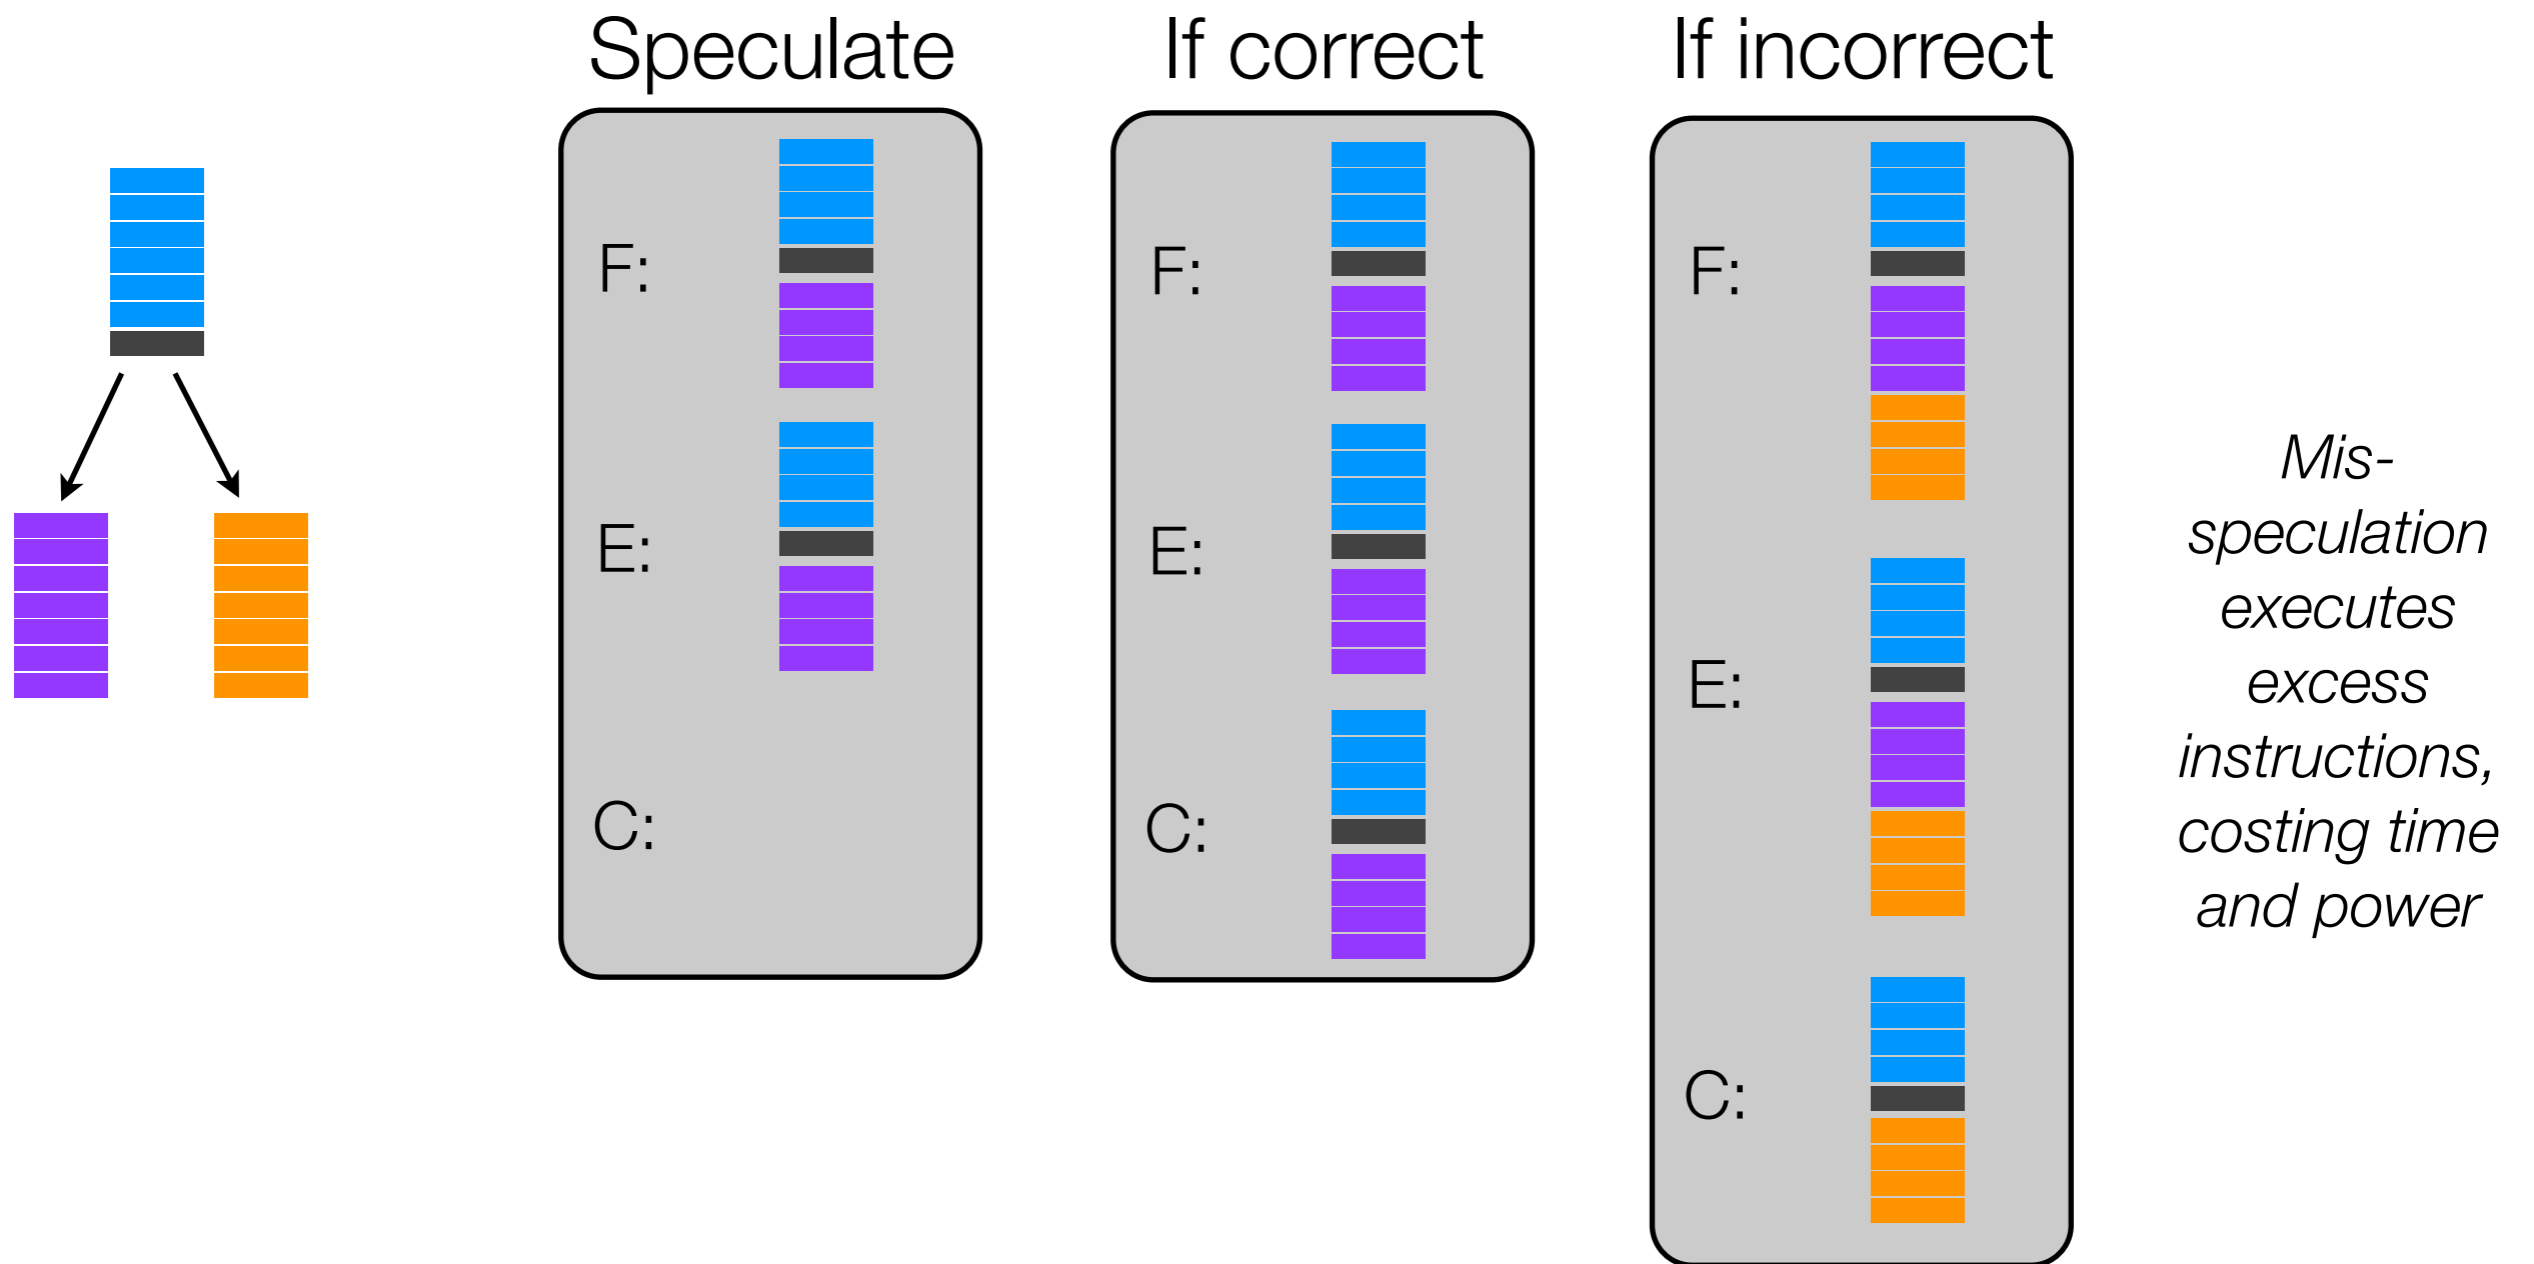 Speculate
F:
E:
C:
If correct
F:
E:
C:
If incorrect
F:
E:
C:
Mis-
speculation
executes
excess
instructions,
costing time
and power